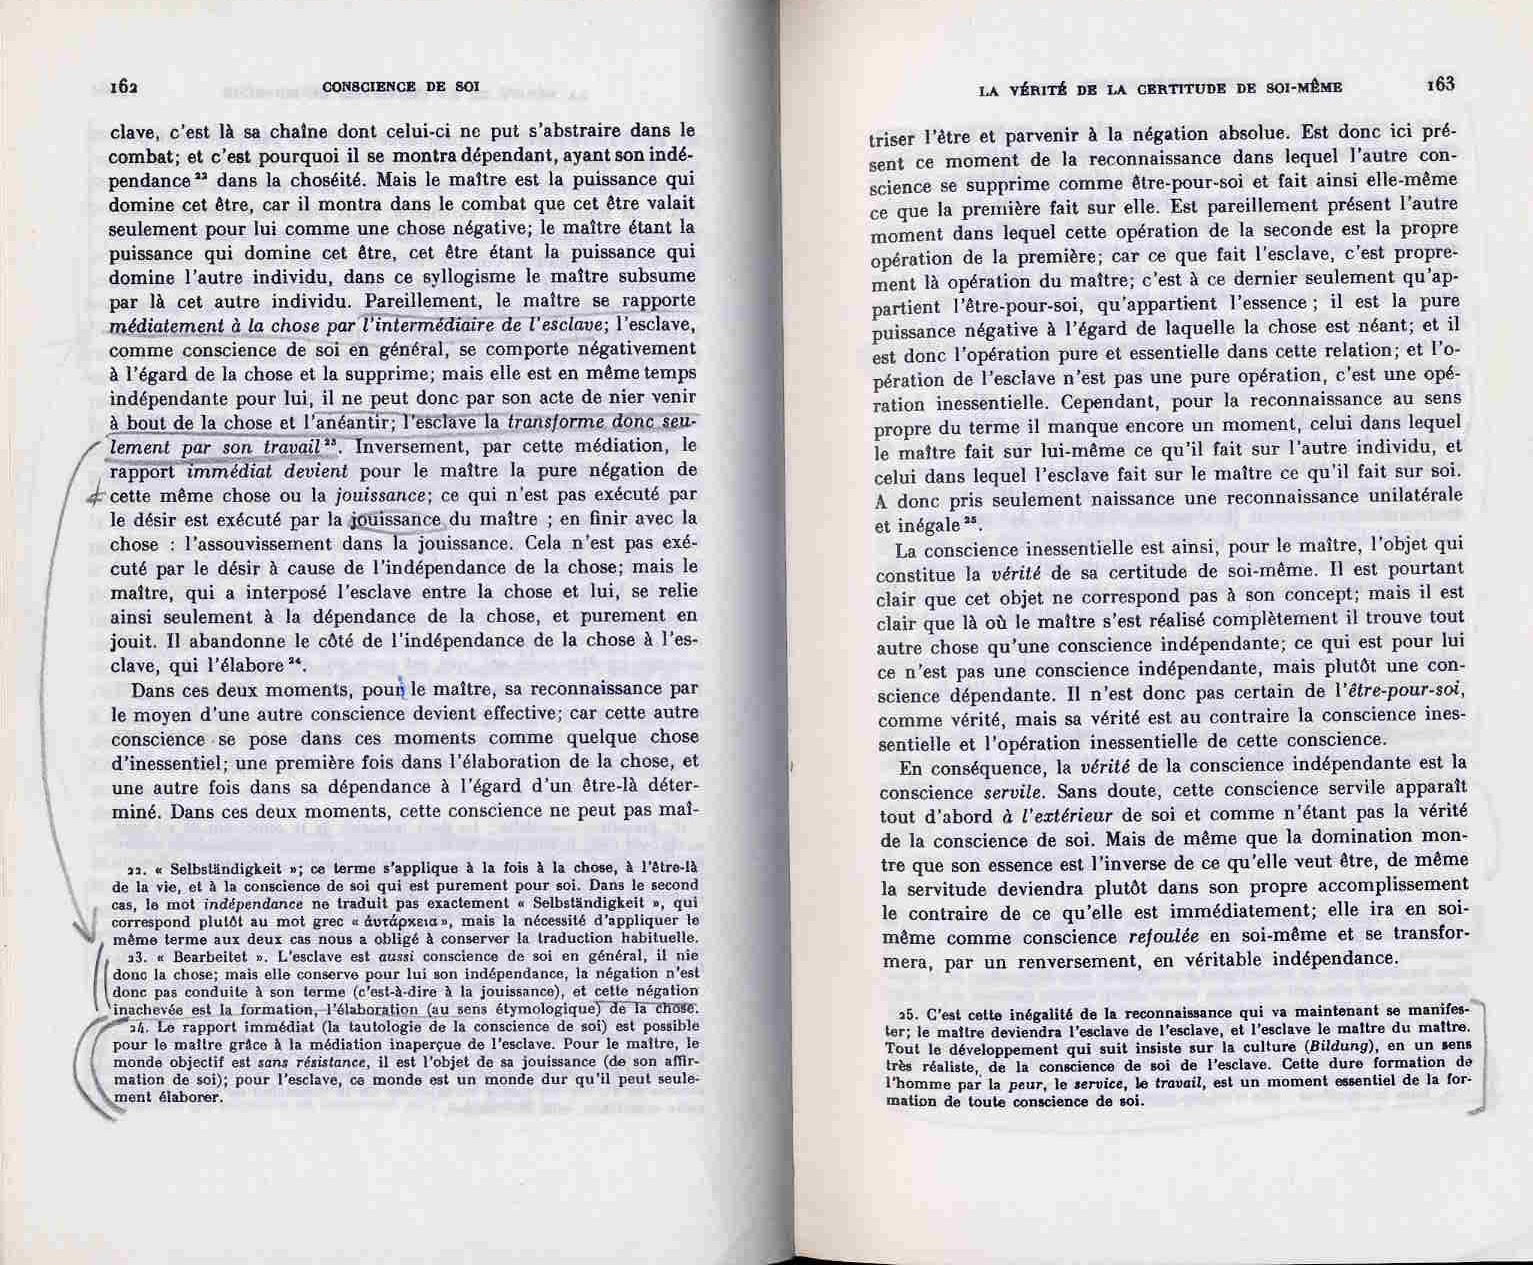 162
CONSCIENCE DE SOI
clave, c'est là sa chaîne dont celui-ci ne put s'abstraire dans le
combat; et c'est pourquoi il se montra dépendant, ayant son indé-
pendance ²² dans la choséité. Mais le maître est la puissance qui
domine cet être, car il montra dans le combat que cet être valait
seulement pour lui comme une chose négative; le maître étant la
puissance qui domine cet être, cet être étant la puissance qui
domine l'autre individu, dans ce syllogisme le maître subsume
par là cet autre individu. Pareillement, le maître se rapporte
médiatement à la chose par l'intermédiaire de l'esclave; l'esclave,
comme conscience de soi en général, se comporte négativement
à l'égard de la chose et la supprime; mais elle est en même temps
indépendante pour lui, il ne peut donc par son acte de nier venir
à bout de la chose et l'anéantir; l'esclave la transforme donc seu-
lement par son travail ²³. Inversement, par cette médiation, le
rapport immédiat devient pour le maître la pure négation de
cette même chose ou la jouissance; ce qui n'est pas exécuté par
le désir est exécuté par la jouissance du maître ; en finir avec la
chose : l'assouvissement dans la jouissance. Cela n'est pas exé-
cuté par le désir à cause de l'indépendance de la chose; mais le
maître, qui a interposé l'esclave entre la chose et lui, se relie
ainsi seulement à la dépendance de la chose, et purement en
jouit. Il abandonne le côté de l'indépendance de la chose à l'es-
clave, qui l'élabore ²⁴.
Dans ces deux moments, pour le maître, sa reconnaissance par
le moyen d'une autre conscience devient effective; car cette autre
conscience se pose dans ces moments comme quelque chose
d'inessentiel; une première fois dans l'élaboration de la chose, et
une autre fois dans sa dépendance à l'égard d'un être-là déter-
miné. Dans ces deux moments, cette conscience ne peut pas maî-
22. « Selbständigkeit »; ce terme s'applique à la fois à la chose, à l'être-là
de la vie, et à la conscience de soi qui est purement pour soi. Dans le second
cas, le mot indépendance ne traduit pas exactement « Selbständigkeit », qui
correspond plutôt au mot grec « ἀυτάρκεια », mais la nécessité d'appliquer le
même terme aux deux cas nous a obligé à conserver la traduction habituelle.
23. « Bearbeitet ». L'esclave est aussi conscience de soi en général, il nie
donc la chose; mais elle conserve pour lui son indépendance, la négation n'est
donc pas conduite à son terme (c'est-à-dire à la jouissance), et cette négation
inachevée est la formation, l'élaboration (au sens étymologique) de la chose.
24. Le rapport immédiat (la tautologie de la conscience de soi) est possible
pour le maître grâce à la médiation inaperçue de l'esclave. Pour le maître, le
monde objectif est sans résistance, il est l'objet de sa jouissance (de son affir-
mation de soi); pour l'esclave, ce monde est un monde dur qu'il peut seule-
ment élaborer.
LA VÉRITÉ DE LA CERTITUDE DE SOI-MÊME
163
triser l'être et parvenir à la négation absolue. Est donc ici pré-
sent ce moment de la reconnaissance dans lequel l'autre con-
science se supprime comme être-pour-soi et fait ainsi elle-même
ce que la première fait sur elle. Est pareillement présent l'autre
moment dans lequel cette opération de la seconde est la propre
opération de la première; car ce que fait l'esclave, c'est propre-
ment là opération du maître; c'est à ce dernier seulement qu'ap-
partient l'être-pour-soi, qu'appartient l'essence ; il est la pure
puissance négative à l'égard de laquelle la chose est néant; et il
est donc l'opération pure et essentielle dans cette relation; et l'o-
pération de l'esclave n'est pas une pure opération, c'est une opé-
ration inessentielle. Cependant, pour la reconnaissance au sens
propre du terme il manque encore un moment, celui dans lequel
le maître fait sur lui-même ce qu'il fait sur l'autre individu, et
celui dans lequel l'esclave fait sur le maître ce qu'il fait sur soi.
A donc pris seulement naissance une reconnaissance unilatérale
et inégale ²⁵.
La conscience inessentielle est ainsi, pour le maître, l'objet qui
constitue la vérité de sa certitude de soi-même. Il est pourtant
clair que cet objet ne correspond pas à son concept; mais il est
clair que là où le maître s'est réalisé complètement il trouve tout
autre chose qu'une conscience indépendante; ce qui est pour lui
ce n'est pas une conscience indépendante, mais plutôt une con-
science dépendante. Il n'est donc pas certain de l'être-pour-soi,
comme vérité, mais sa vérité est au contraire la conscience ines-
sentielle et l'opération inessentielle de cette conscience.
En conséquence, la vérité de la conscience indépendante est la
conscience servile. Sans doute, cette conscience servile apparaît
tout d'abord à l'extérieur de soi et comme n'étant pas la vérité
de la conscience de soi. Mais de même que la domination mon-
tre que son essence est l'inverse de ce qu'elle veut être, de même
la servitude deviendra plutôt dans son propre accomplissement
le contraire de ce qu'elle est immédiatement; elle ira en soi-
même comme conscience refoulée en soi-même et se transfor-
mera, par un renversement, en véritable indépendance.
25. C'est cette inégalité de la reconnaissance qui va maintenant se manifes-
ter; le maître deviendra l'esclave de l'esclave, et l'esclave le maître du maître.
Tout le développement qui suit insiste sur la culture (Bildung), en un sens
très réaliste, de la conscience de soi de l'esclave. Cette dure formation de
l'homme par la peur, le service, le travail, est un moment essentiel de la for-
mation de toute conscience de soi.